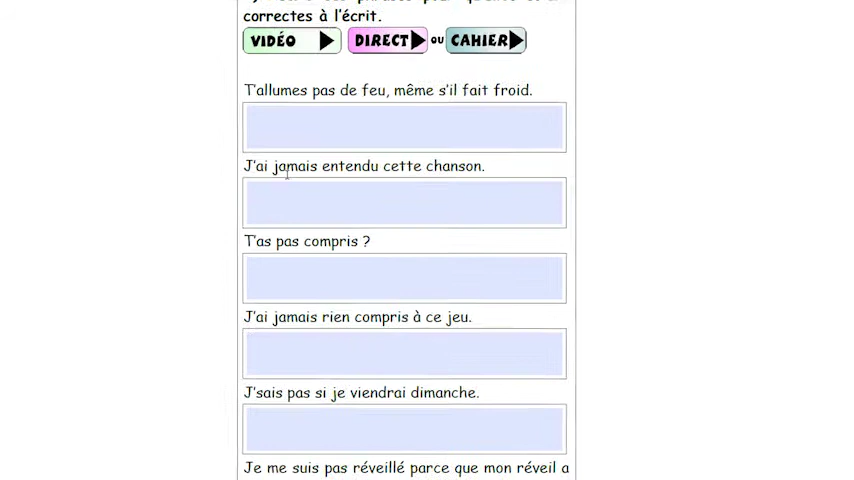 correctes à l'écrit.
VIDÉO DIRECT OU CAHIER
T'allumes pas de feu, même s'il fait froid.
J'ai jamais entendu cette chanson.
T'as pas compris ?
J'ai jamais rien compris à ce jeu.
J'sais pas si je viendrai dimanche.
Je me suis pas réveillé parce que mon réveil a